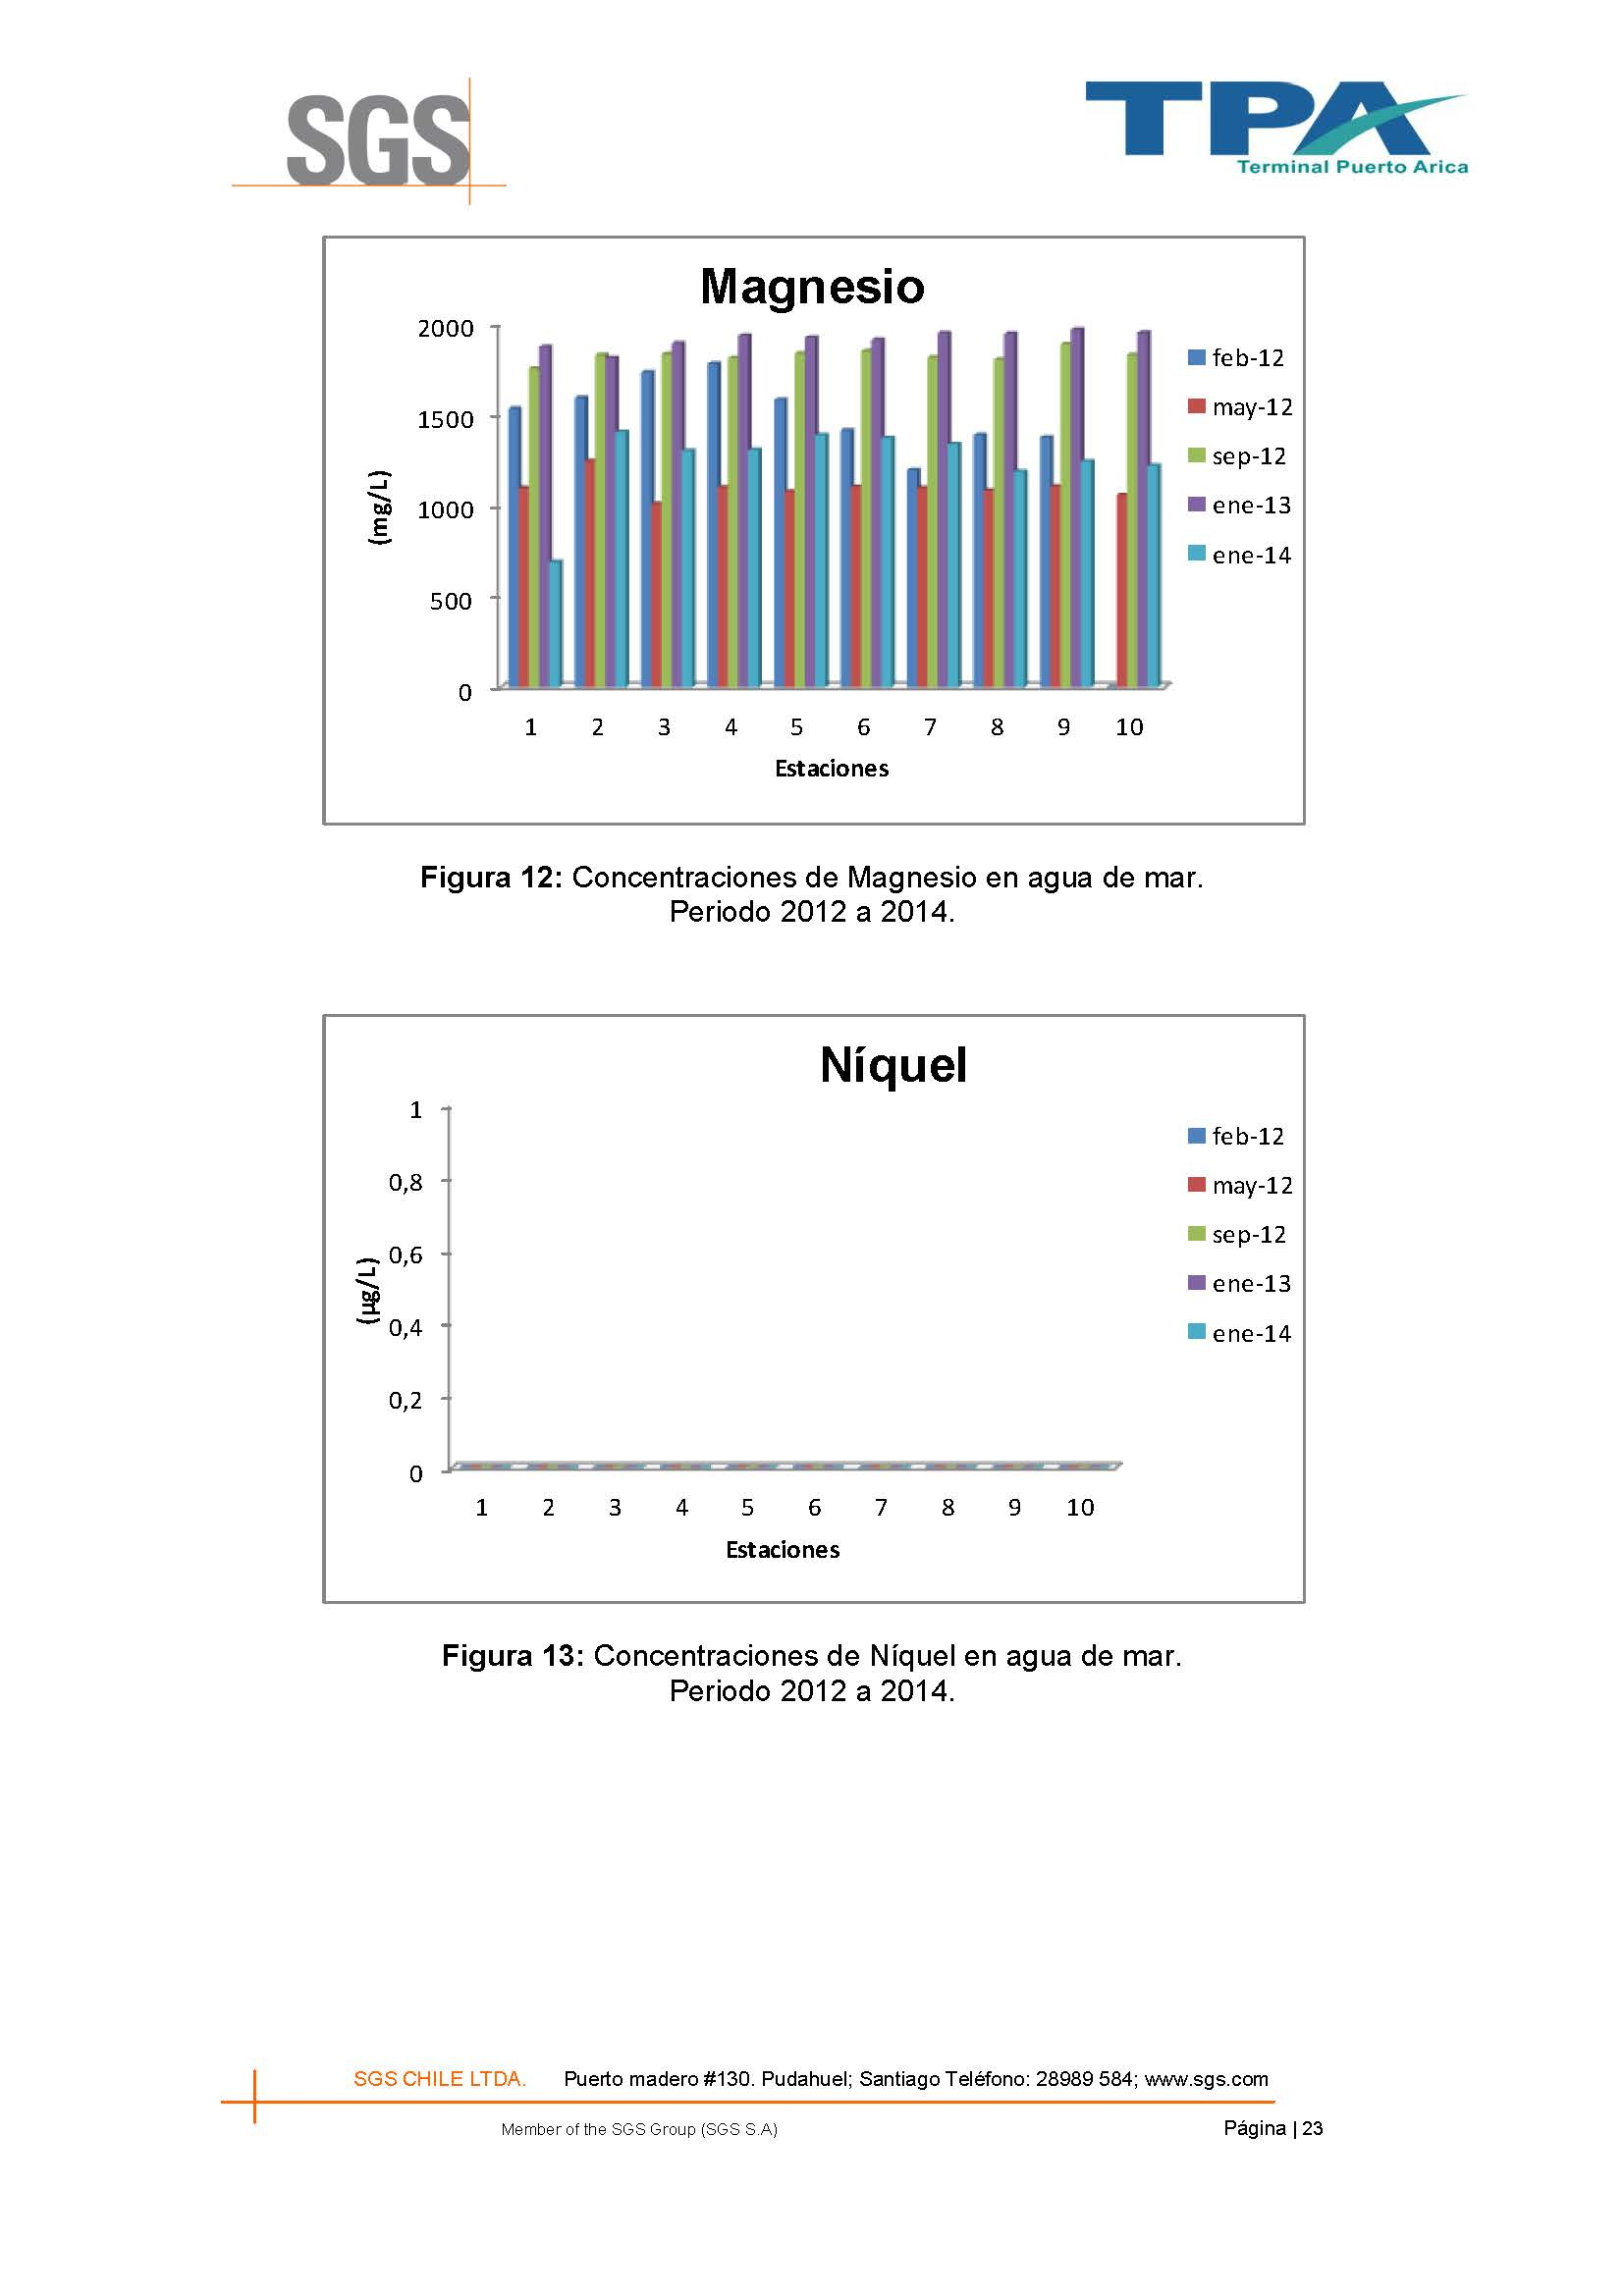 SGS
TPA
Terminal Puerto Arica
Magnesio
2000
1500
1000
500
0
(mg/L)
1 2 3 4 5 6 7 8 9 10
Estaciones
feb-12
may-12
sep-12
ene-13
ene-14
Figura 12: Concentraciones de Magnesio en agua de mar.
Periodo 2012 a 2014.
Níquel
1
0,8
0,6
0,4
0,2
0
(µg/L)
1 2 3 4 5 6 7 8 9 10
Estaciones
feb-12
may-12
sep-12
ene-13
ene-14
Figura 13: Concentraciones de Níquel en agua de mar.
Periodo 2012 a 2014.
SGS CHILE LTDA. Puerto madero #130. Pudahuel; Santiago Teléfono: 28989 584; www.sgs.com
Member of the SGS Group (SGS S.A) Página | 23